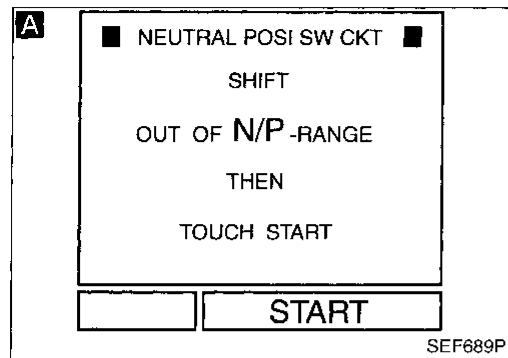 A
■ NEUTRAL POSI SW CKT ■
SHIFT
OUT OF N/P -RANGE
THEN
TOUCH START
START
SEF689P